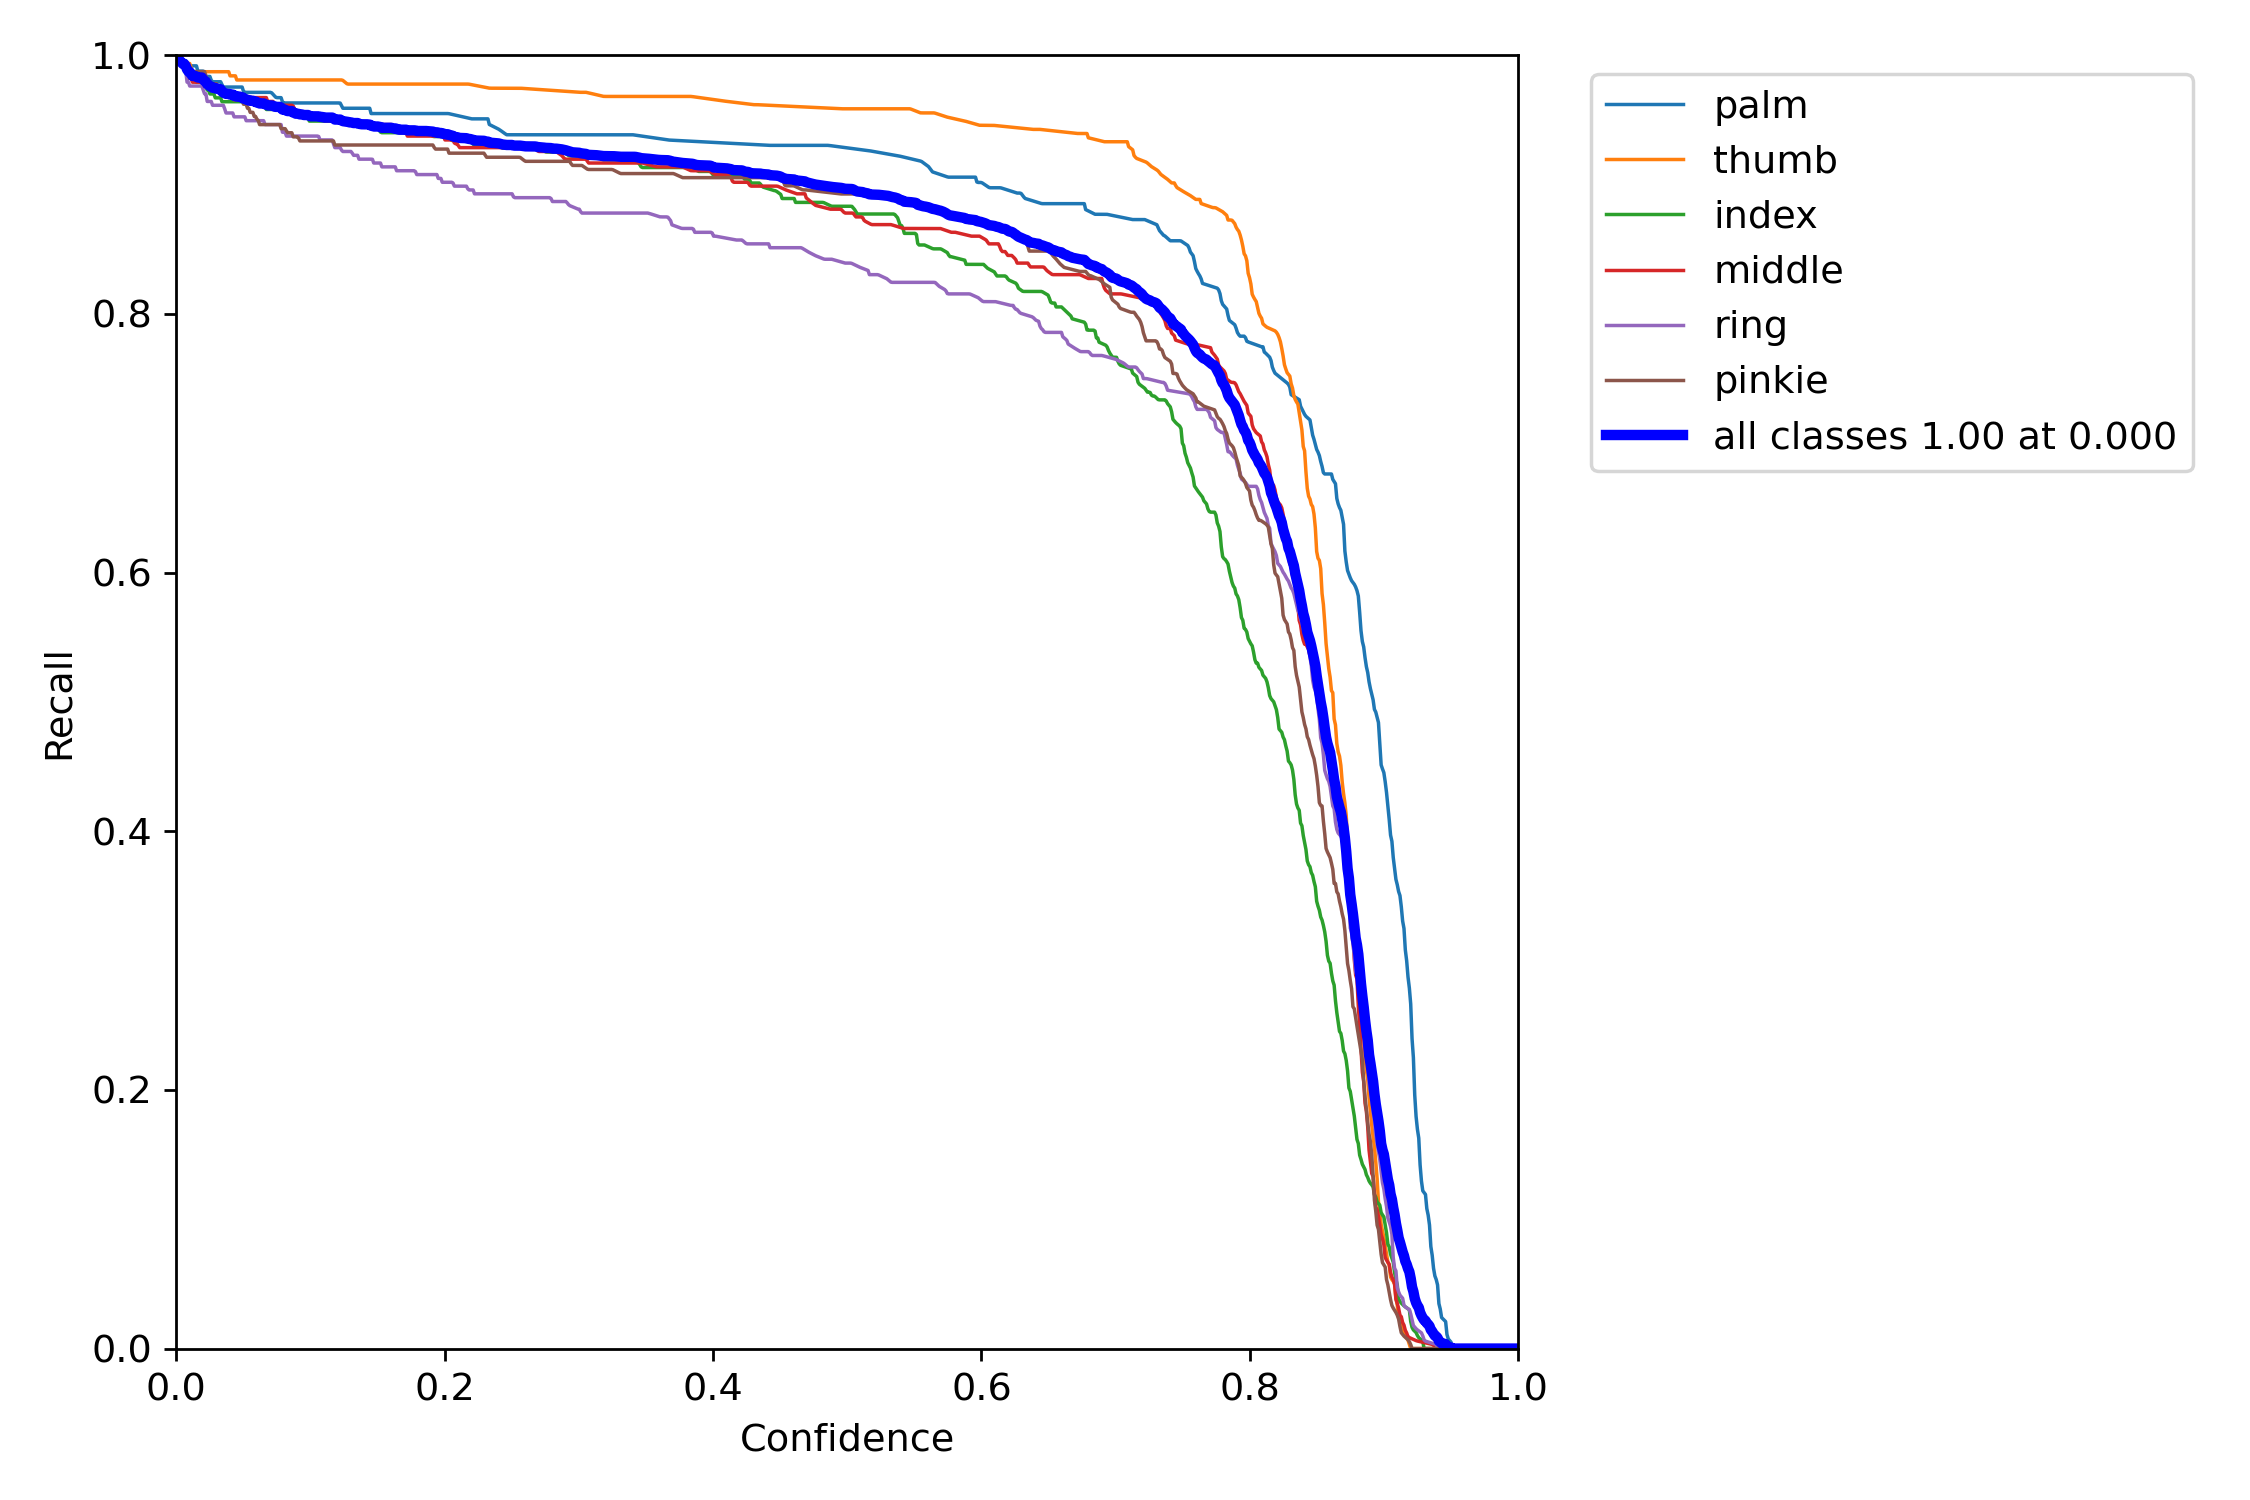 1.0
0.8
0.6
0.4
0.2
0.0
Recall
0.0 0.2 0.4 0.6 0.8 1.0
Confidence
palm
thumb
index
middle
ring
pinkie
all classes 1.00 at 0.000